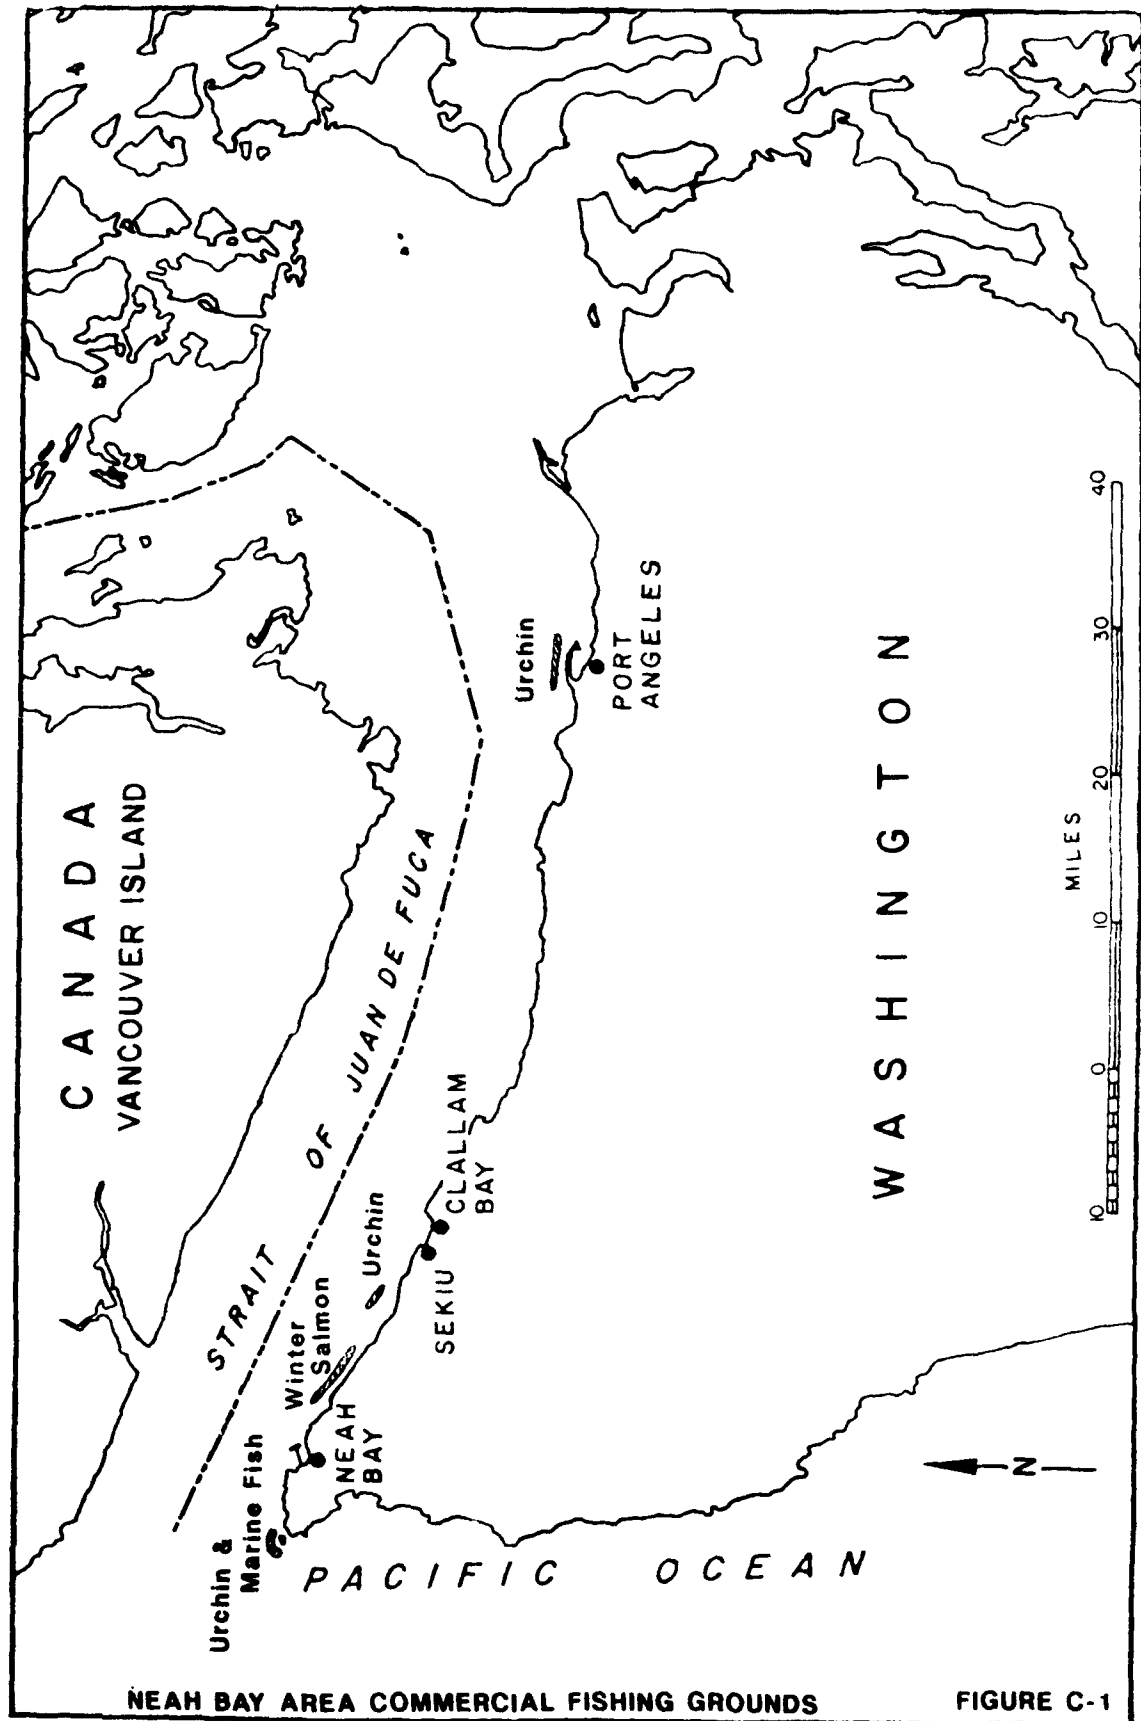 CANADA
VANCOUVER ISLAND
STRAIT OF JUAN DE FUCA
Urchin &
Marine Fish
NEAH
BAY
Winter
Salmon
Urchin
SEKIU
CLALLAM
BAY
Urchin
PORT
ANGELES
PACIFIC OCEAN
WASHINGTON
N
MILES
10 0 10 20 30 40
NEAH BAY AREA COMMERCIAL FISHING GROUNDS
FIGURE C-1